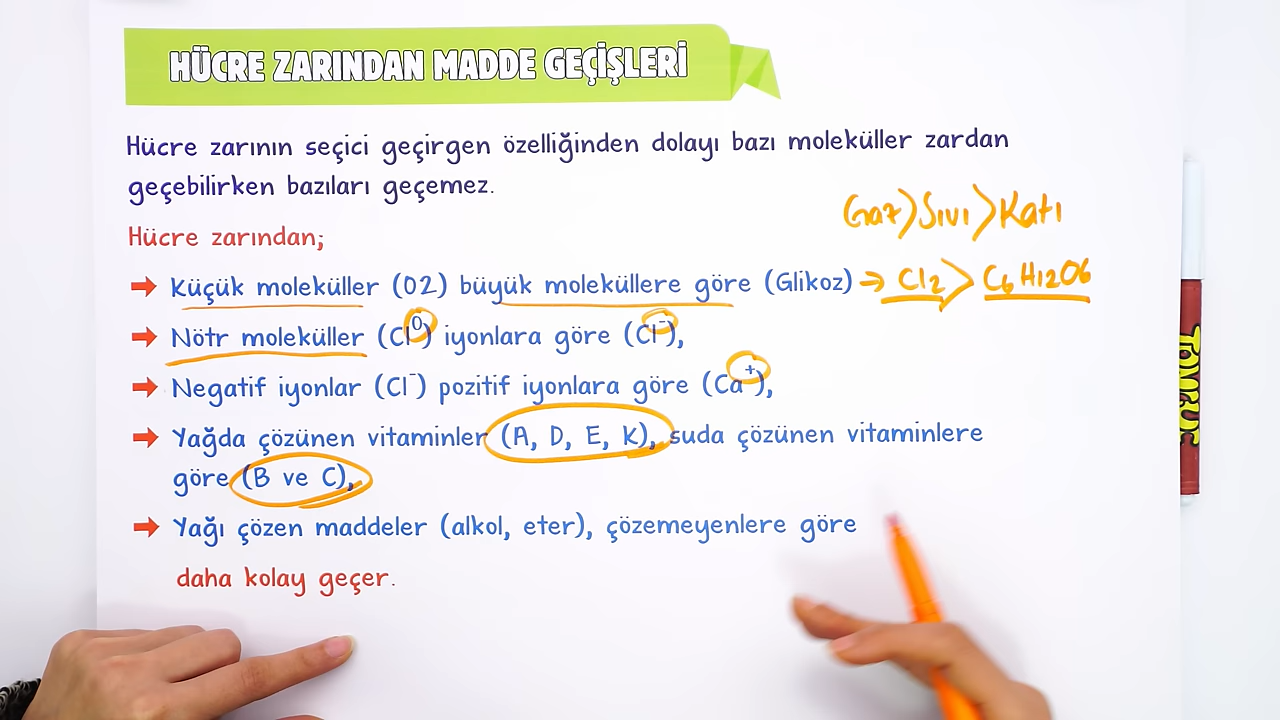 HÜCRE ZARINDAN MADDE GEÇİŞLERİ
Hücre zarının seçici geçirgen özelliğinden dolayı bazı moleküller zardan
geçebilirken bazıları geçemez.
Gaz>Sıvı>Katı
Hücre zarından;
➡ Küçük moleküller (O2) büyük moleküllere göre (Glikoz) → Cl2 > C6H12O6
➡ Nötr moleküller (Cl⁰) iyonlara göre (Cl⁻),
➡ Negatif iyonlar (Cl⁻) pozitif iyonlara göre (Ca⁺),
➡ Yağda çözünen vitaminler (A, D, E, K), suda çözünen vitaminlere
göre (B ve C),
➡ Yağı çözen maddeler (alkol, eter), çözemeyenlere göre
daha kolay geçer.
TOMBUL